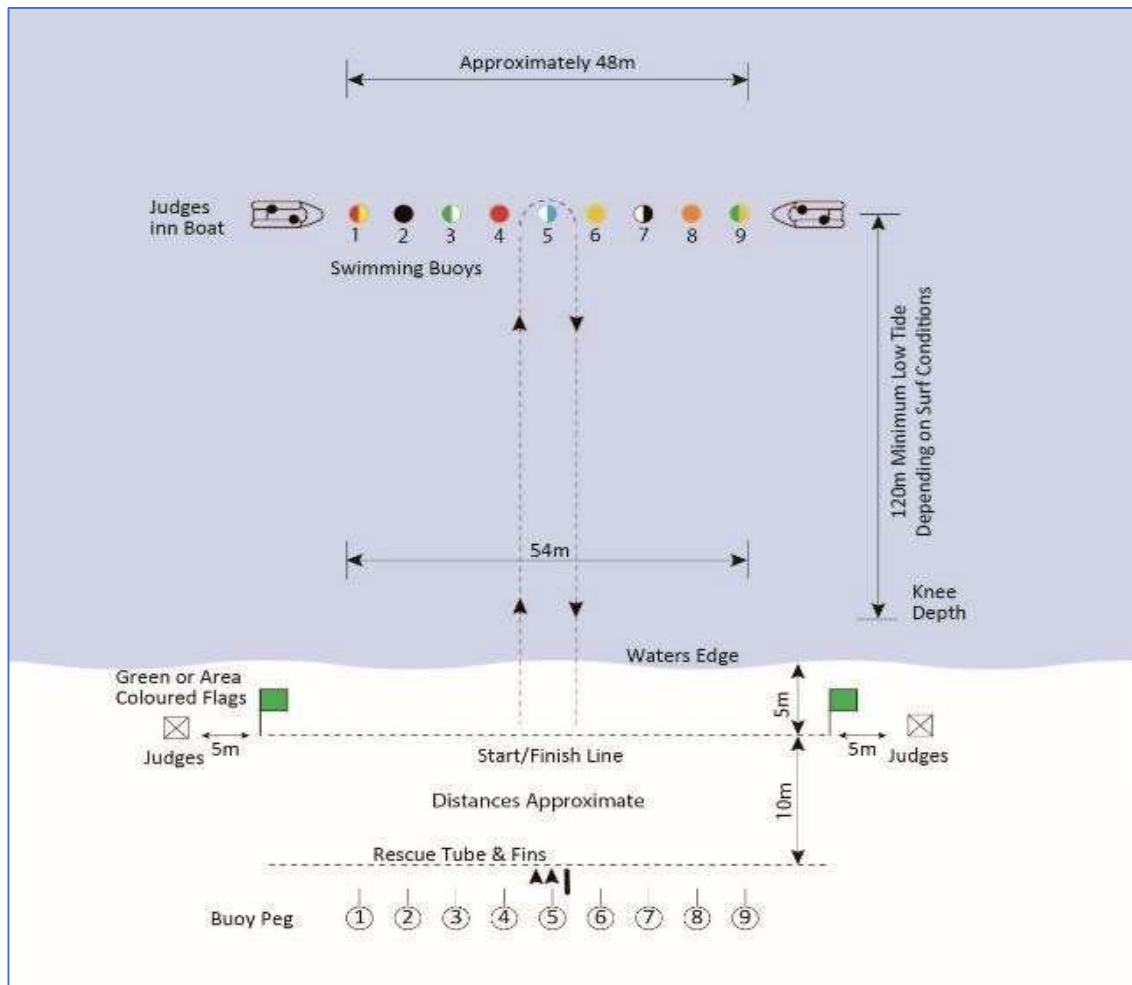 Approximately 48m
Judges
inn Boat
1 2 3 4 5 6 7 8 9
Swimming Buoys
120m Minimum Low Tide
Depending on Surf Conditions
54m
Knee
Depth
Waters Edge
Green or Area
Coloured Flags
5m
5m
5m
Judges
Start/Finish Line
Judges
Distances Approximate
10m
Rescue Tube & Fins
Buoy Peg
1 2 3 4 5 6 7 8 9